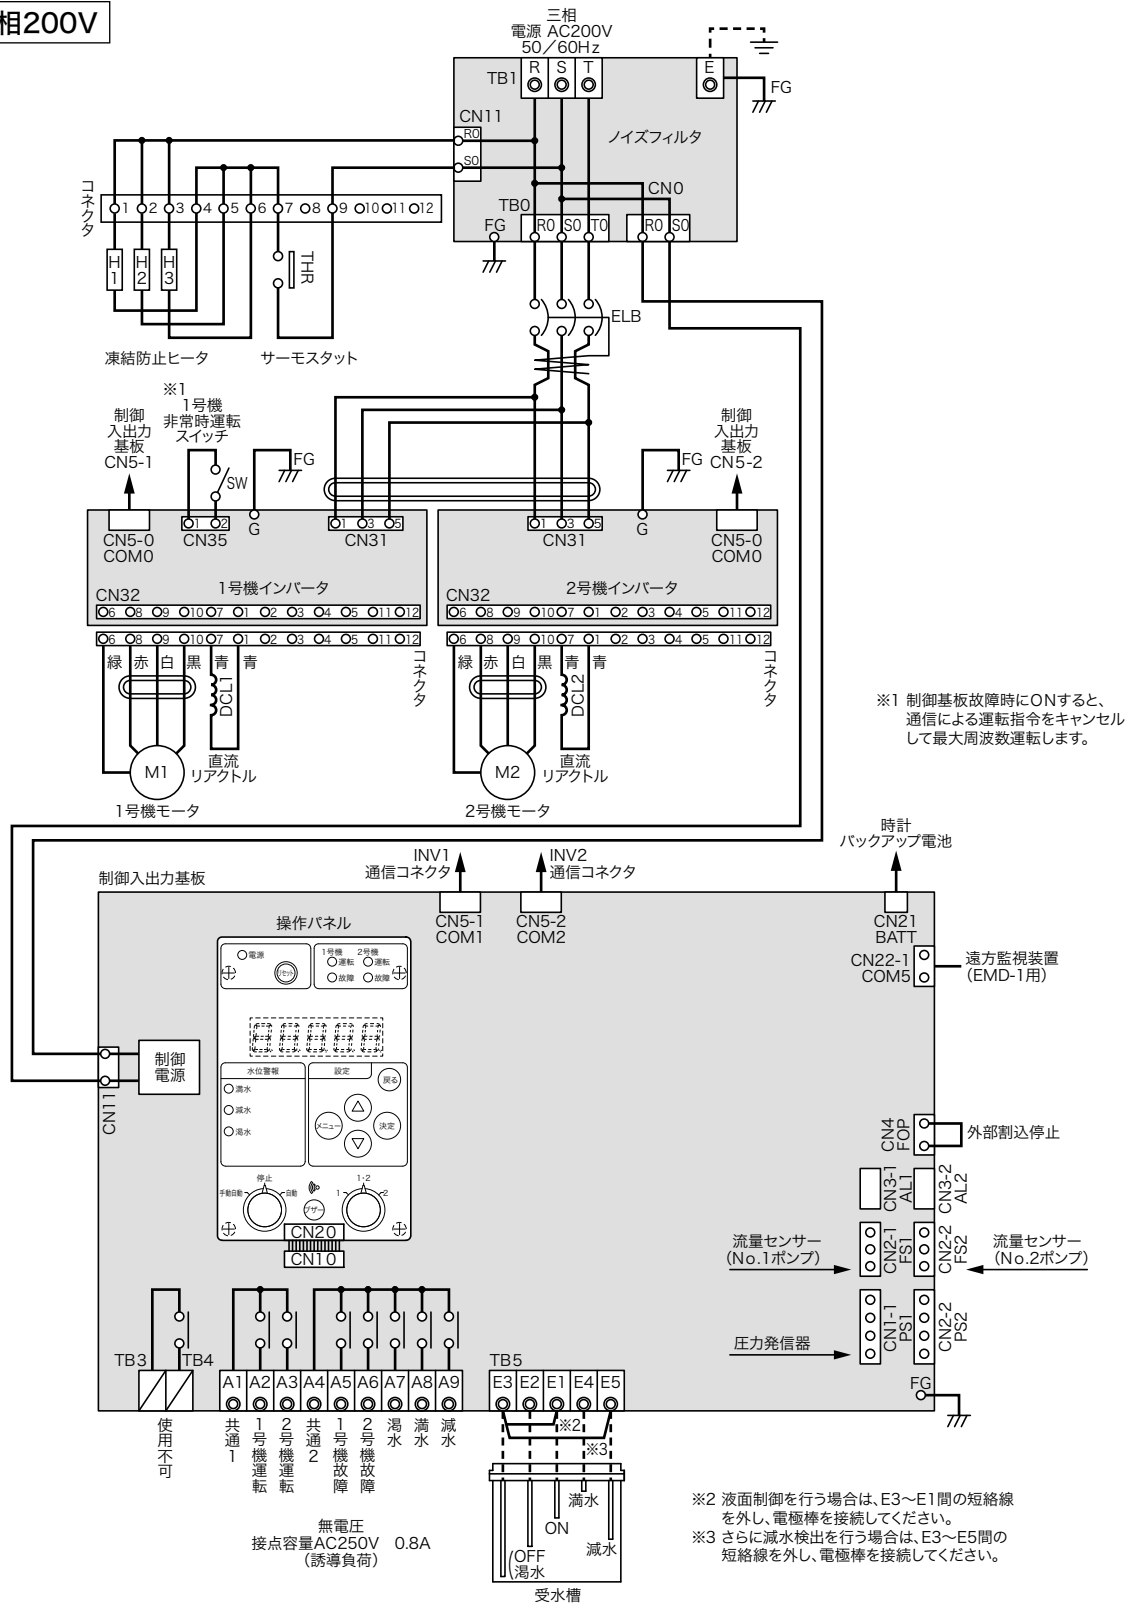 相200V
三相
電源 AC200V
50／60Hz
TB1
R
S
T
E
FG
CN11
R0
S0
ノイズフィルタ
CN0
TB0
FG
R0
S0
T0
R0
S0
コネクタ
1
2
3
4
5
6
7
8
9
10
11
12
H1
H2
H3
THR
ELB
凍結防止ヒータ
サーモスタット
※1
1号機
非常時運転
スイッチ
制御
入出力
基板
CN5-1
SW
FG
FG
制御
入出力
基板
CN5-2
CN5-0
COM0
1
2
CN35
G
1
3
5
CN31
1
3
5
CN31
G
CN5-0
COM0
1号機インバータ
2号機インバータ
CN32
6 8 9 10 7 1 2 3 4 5 11 12
CN32
6 8 9 10 7 1 2 3 4 5 11 12
6 8 9 10 7 1 2 3 4 5 11 12
6 8 9 10 7 1 2 3 4 5 11 12
緑 赤 白 黒 青 青
コネクタ
緑 赤 白 黒 青 青
コネクタ
DCL1
DCL2
M1
直流
リアクトル
1号機モータ
M2
直流
リアクトル
2号機モータ
※1 制御基板故障時にONすると、
通信による運転指令をキャンセル
して最大周波数運転します。
時計
バックアップ電池
INV1
通信コネクタ
INV2
通信コネクタ
制御入出力基板
CN5-1
COM1
CN5-2
COM2
CN21
BATT
操作パネル
電源
リセット
1号機 2号機
運転 運転
故障 故障
CN22-1
COM5
遠方監視装置
（EMD-1用）
制御
電源
CN11
水位警報
満水
減水
渇水
設定
戻る
メニュー
決定
停止
手動自動
自動
ブザー
1・2
1
2
CN20
CN10
CN4
FOP
外部割込停止
CN3-1
AL1
CN3-2
AL2
流量センサー
（No.1ポンプ）
CN2-1
FS1
CN2-2
FS2
流量センサー
（No.2ポンプ）
圧力発信器
CN1-1
PS1
CN2-2
PS2
FG
TB3
TB4
A1 A2 A3 A4 A5 A6 A7 A8 A9
TB5
E3 E2 E1 E4 E5
使用不可
共通1
1号機運転
2号機運転
共通2
1号機故障
2号機故障
渇水
満水
減水
※2
※3
満水
ON
減水
OFF
渇水
受水槽
無電圧
接点容量AC250V 0.8A
（誘導負荷）
※2 液面制御を行う場合は、E3～E1間の短絡線
を外し、電極棒を接続してください。
※3 さらに減水検出を行う場合は、E3～E5間の
短絡線を外し、電極棒を接続してください。